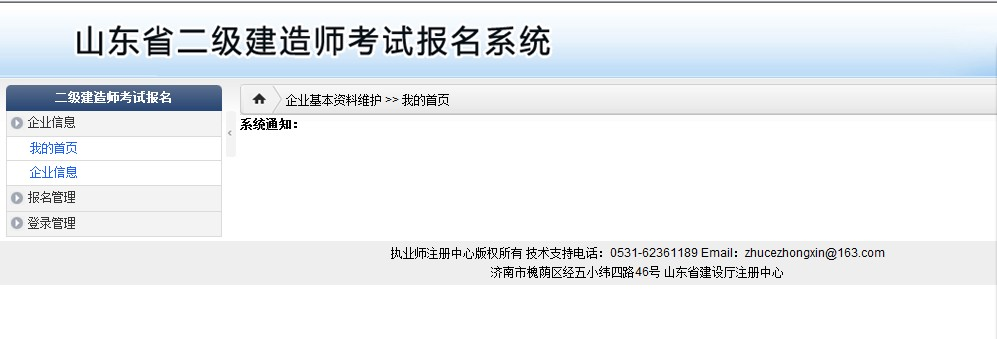 山东省二级建造师考试报名系统
二级建造师考试报名
企业信息
我的首页
企业信息
报名管理
登录管理
企业基本资料维护 >> 我的首页
系统通知：
执业师注册中心版权所有 技术支持电话：0531-62361189 Email：zhucezhongxin@163.com
济南市槐荫区经五小纬四路46号 山东省建设厅注册中心